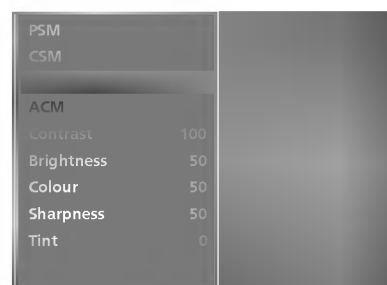 PSM
CSM
ACM
Contrast 100
Brightness 50
Colour 50
Sharpness 50
Tint 0